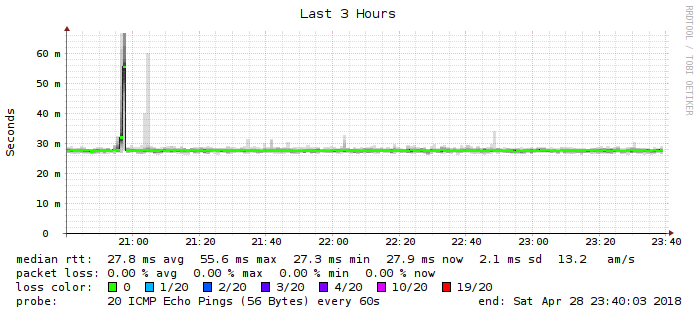 Last 3 Hours
RRDTOOL / TOBI OETIKER
Seconds
60 m
50 m
40 m
30 m
20 m
10 m
0
21:00 21:20 21:40 22:00 22:20 22:40 23:00 23:20 23:40
median rtt: 27.8 ms avg 55.6 ms max 27.3 ms min 27.9 ms now 2.1 ms sd 13.2 am/s
packet loss: 0.00 % avg 0.00 % max 0.00 % min 0.00 % now
loss color: 0 1/20 2/20 3/20 4/20 10/20 19/20
probe: 20 ICMP Echo Pings (56 Bytes) every 60s end: Sat Apr 28 23:40:03 2018